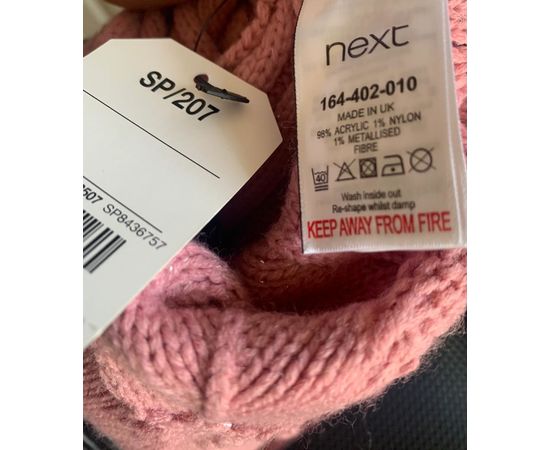 SP/207
SP8436757
next
164-402-010
MADE IN UK
98% ACRYLIC 1% NYLON
1% METALLISED
FIBRE
40
Wash inside out
Re-shape whilst damp
KEEP AWAY FROM FIRE